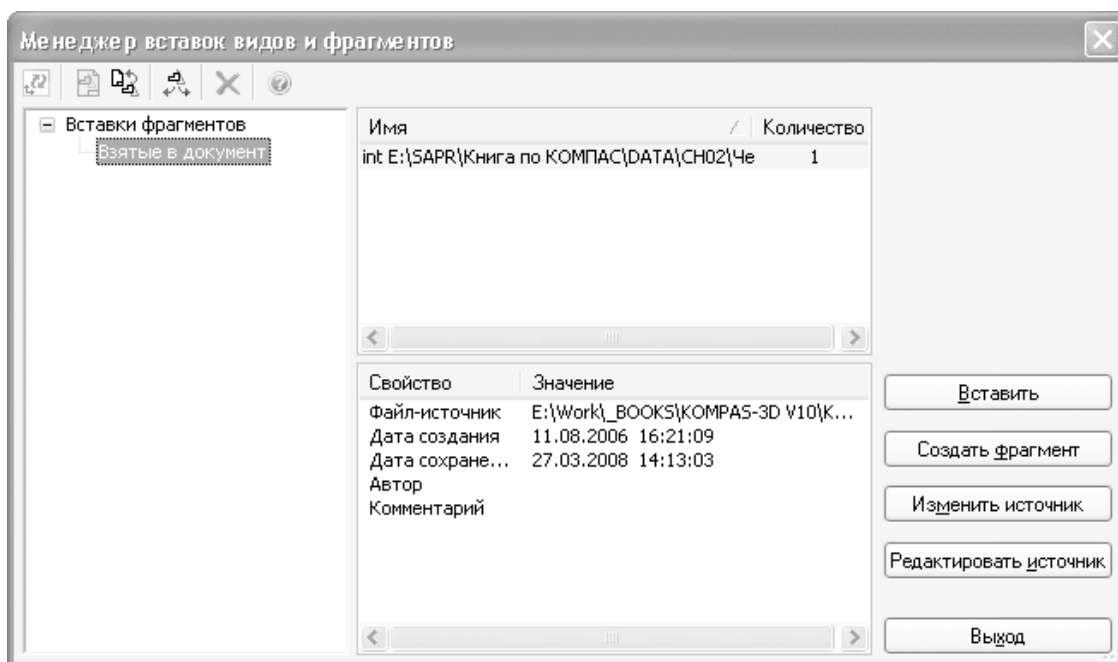 Менеджер вставок видов и фрагментов
Вставки фрагментов
Взятые в документ
Имя Количество
int E:\SAPR\Книга по КОМПАС\DATA\CH02\Че 1
Свойство Значение
Файл-источник E:\Work\_BOOKS\KOMPAS-3D V10\K...
Дата создания 11.08.2006 16:21:09
Дата сохране... 27.03.2008 14:13:03
Автор
Комментарий
Вставить
Создать фрагмент
Изменить источник
Редактировать источник
Выход